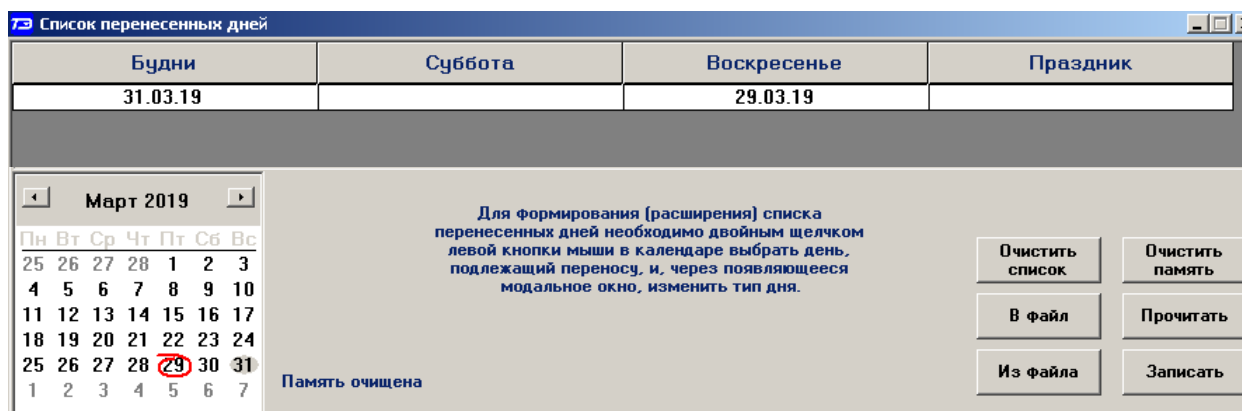 ТЭ Список перенесенных дней
Будни Суббота Воскресенье Праздник
31.03.19 29.03.19
Март 2019
Пн Вт Ср Чт Пт Сб Вс
25 26 27 28 1 2 3
4 5 6 7 8 9 10
11 12 13 14 15 16 17
18 19 20 21 22 23 24
25 26 27 28 29 30 31
1 2 3 4 5 6 7
Для формирования (расширения) списка
перенесенных дней необходимо двойным щелчком
левой кнопки мыши в календаре выбрать день,
подлежащий переносу, и, через появляющееся
модальное окно, изменить тип дня.
Память очищена
Очистить
список
Очистить
память
В файл Прочитать
Из файла Записать